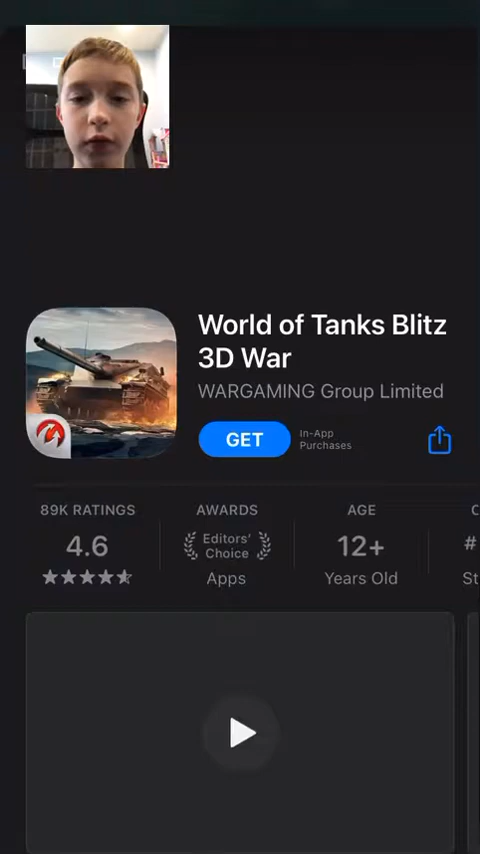 World of Tanks Blitz
3D War
WARGAMING Group Limited
GET
In-App
Purchases
89K RATINGS
4.6
AWARDS
Editors'
Choice
Apps
AGE
12+
Years Old
#
St